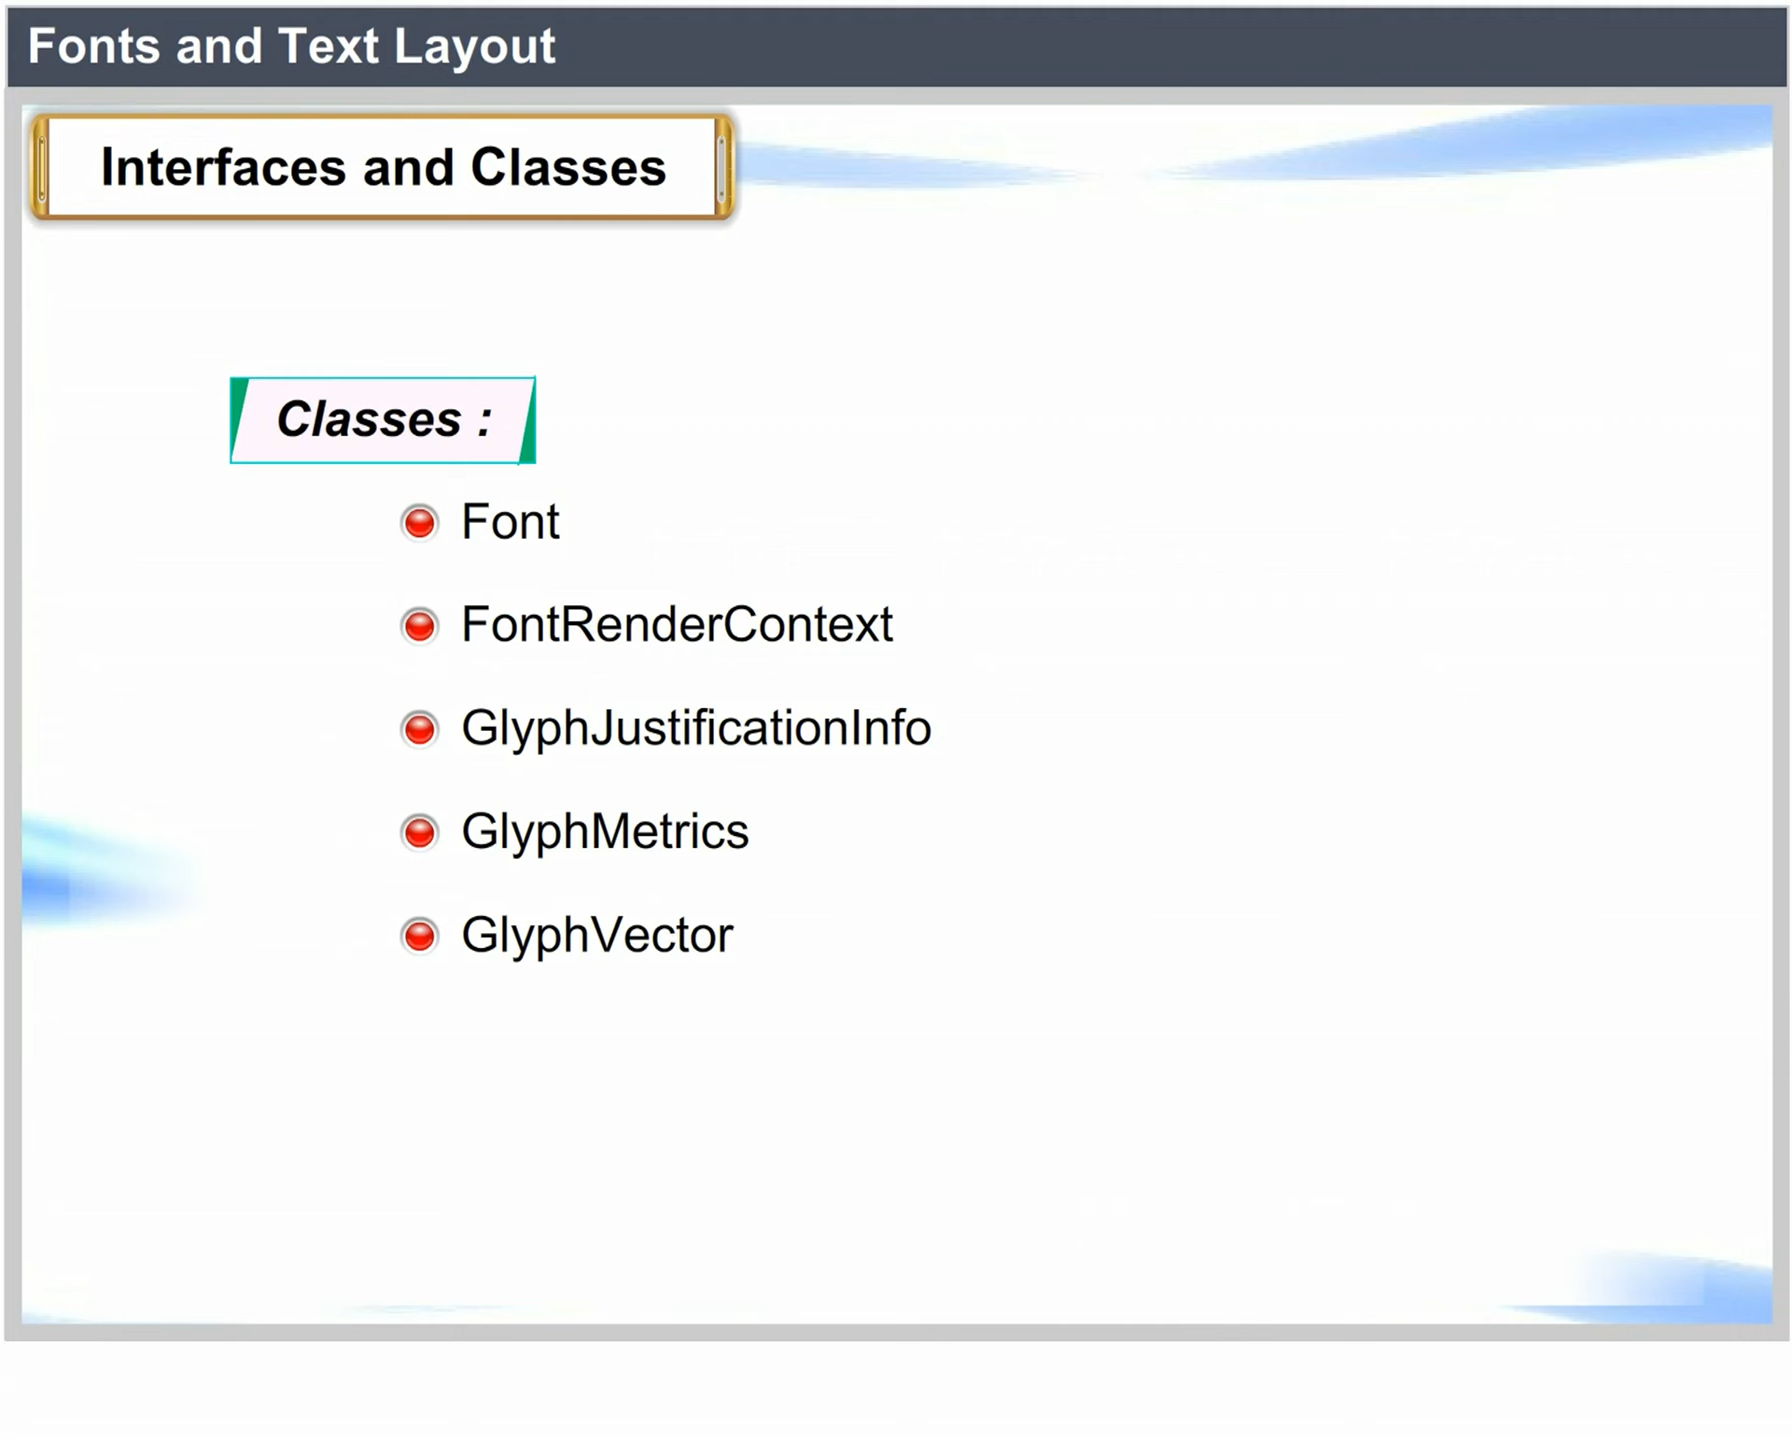 Fonts and Text Layout
Interfaces and Classes
Classes :
Font
FontRenderContext
GlyphJustificationInfo
GlyphMetrics
GlyphVector